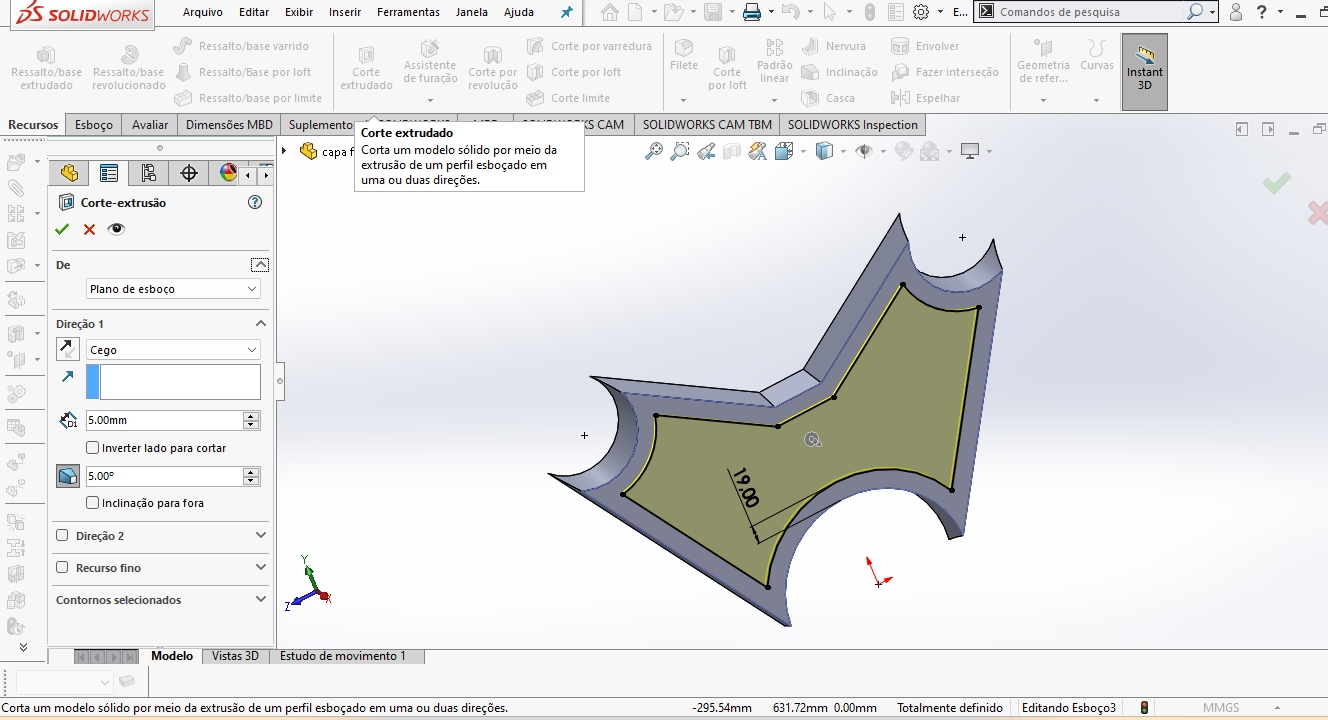 SOLIDWORKS
Arquivo Editar Exibir Inserir Ferramentas Janela Ajuda
E...
Comandos de pesquisa
?
Ressalto/base
extrudado
Ressalto/base
revolucionado
Ressalto/base varrido
Ressalto/Base por loft
Ressalto/base por limite
Corte
extrudado
Assistente
de furação
Corte por
revolução
Corte por varredura
Corte por loft
Corte limite
Filete
Corte
por loft
Padrão
linear
Nervura
Inclinação
Casca
Envolver
Fazer interseção
Espelhar
Geometria
de refer...
Curvas
Instant
3D
Recursos Esboço Avaliar Dimensões MBD Suplemento SOLIDWORKS MBD SOLIDWORKS CAM SOLIDWORKS CAM TBM SOLIDWORKS Inspection
Corte extrudado
Corta um modelo sólido por meio da
extrusão de um perfil esboçado em
uma ou duas direções.
capa f
Corte-extrusão
?
De
Plano de esboço
Direção 1
Cego
D1
5.00mm
Inverter lado para cortar
5.00º
Inclinação para fora
Direção 2
Recurso fino
Contornos selecionados
19,00
Y
Z
X
Modelo Vistas 3D Estudo de movimento 1
Corta um modelo sólido por meio da extrusão de um perfil esboçado em uma ou duas direções.
-295.54mm 631.72mm 0.00mm Totalmente definido Editando Esboço3 MMGS